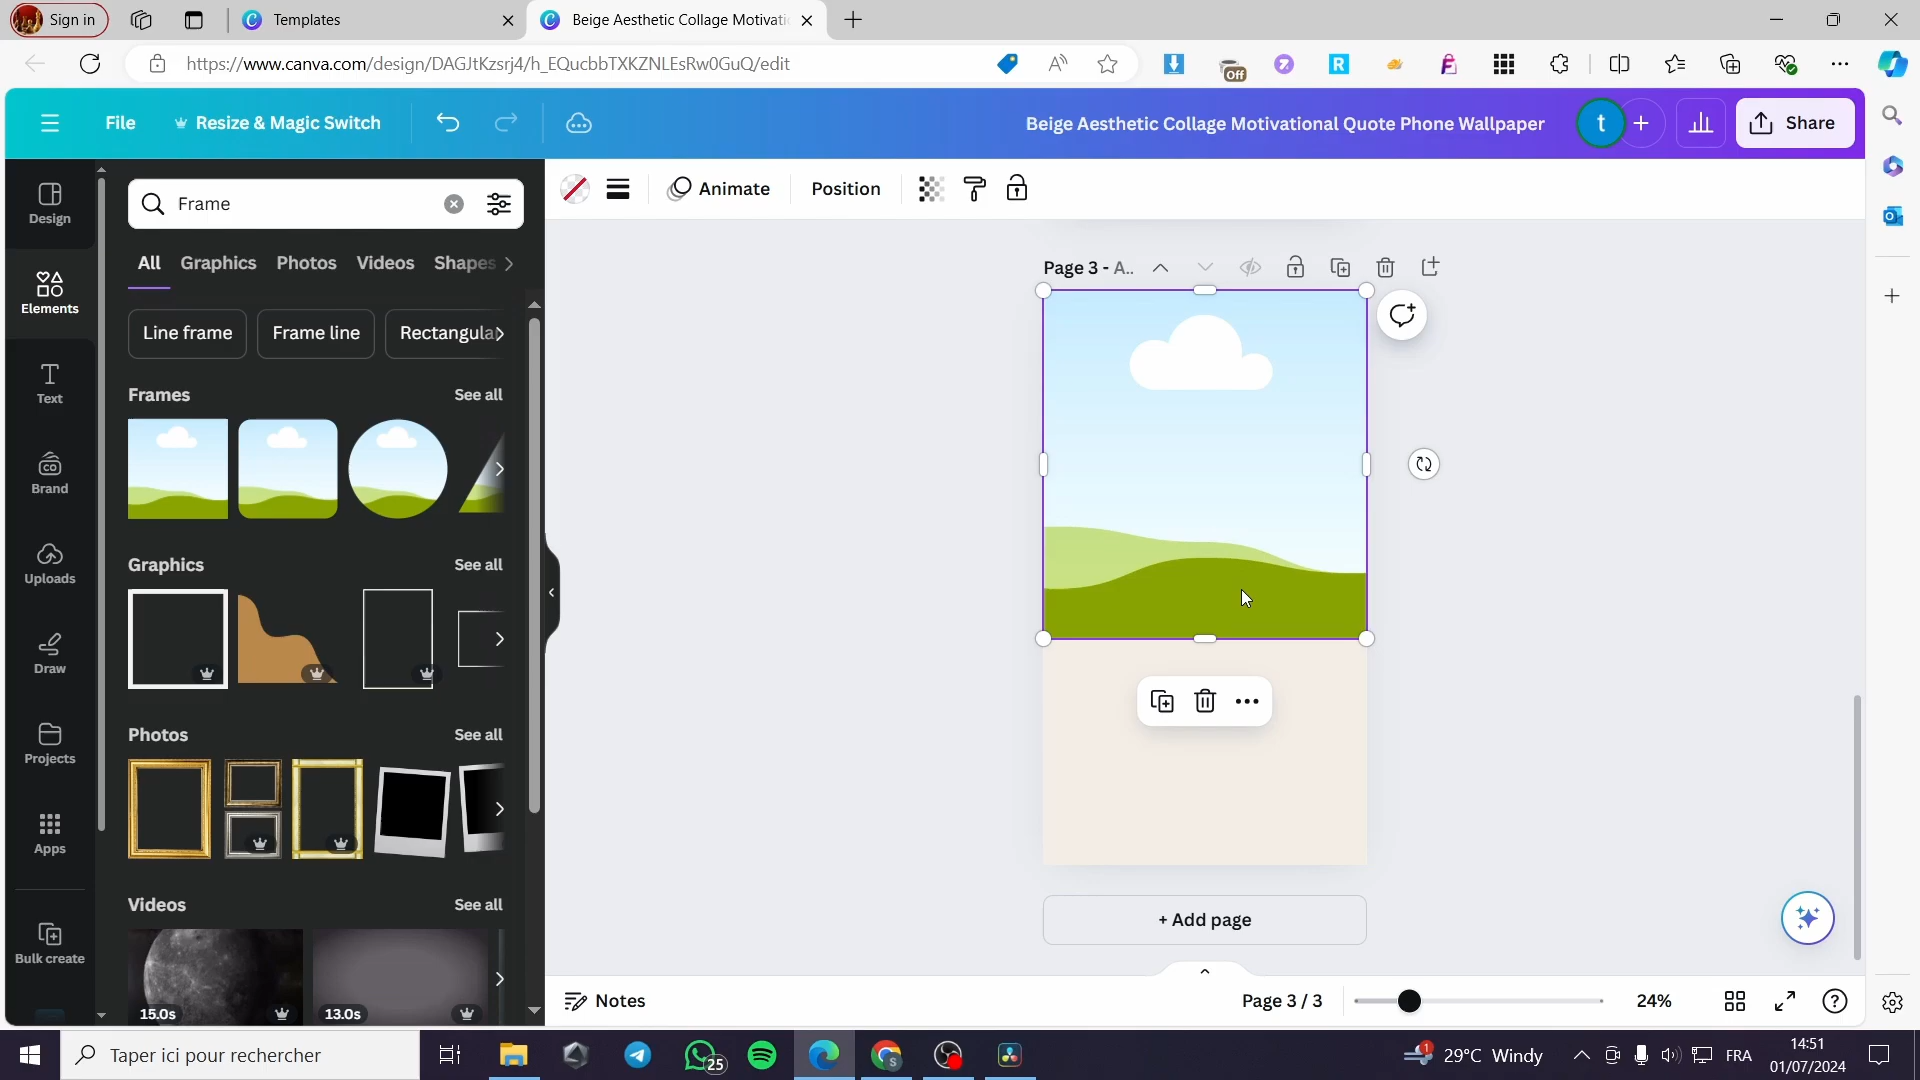 Sign in
Templates
Beige Aesthetic Collage Motivati
https://www.canva.com/design/DAGJtKzsrj4/h_EQucbbTXKZNLEsRw0GuQ/edit
Off
File
Resize & Magic Switch
Beige Aesthetic Collage Motivational Quote Phone Wallpaper
t
Share
Design
Elements
Text
Brand
Uploads
Draw
Projects
Apps
Bulk create
Frame
All Graphics Photos Videos Shapes
Line frame Frame line Rectangula
Frames See all
Graphics See all
Photos See all
Videos See all
15.0s 13.0s
Animate
Position
Page 3 - A..
+ Add page
Notes
Page 3 / 3
24%
Taper ici pour rechercher
25
1
29°C Windy
FRA
14:51
01/07/2024